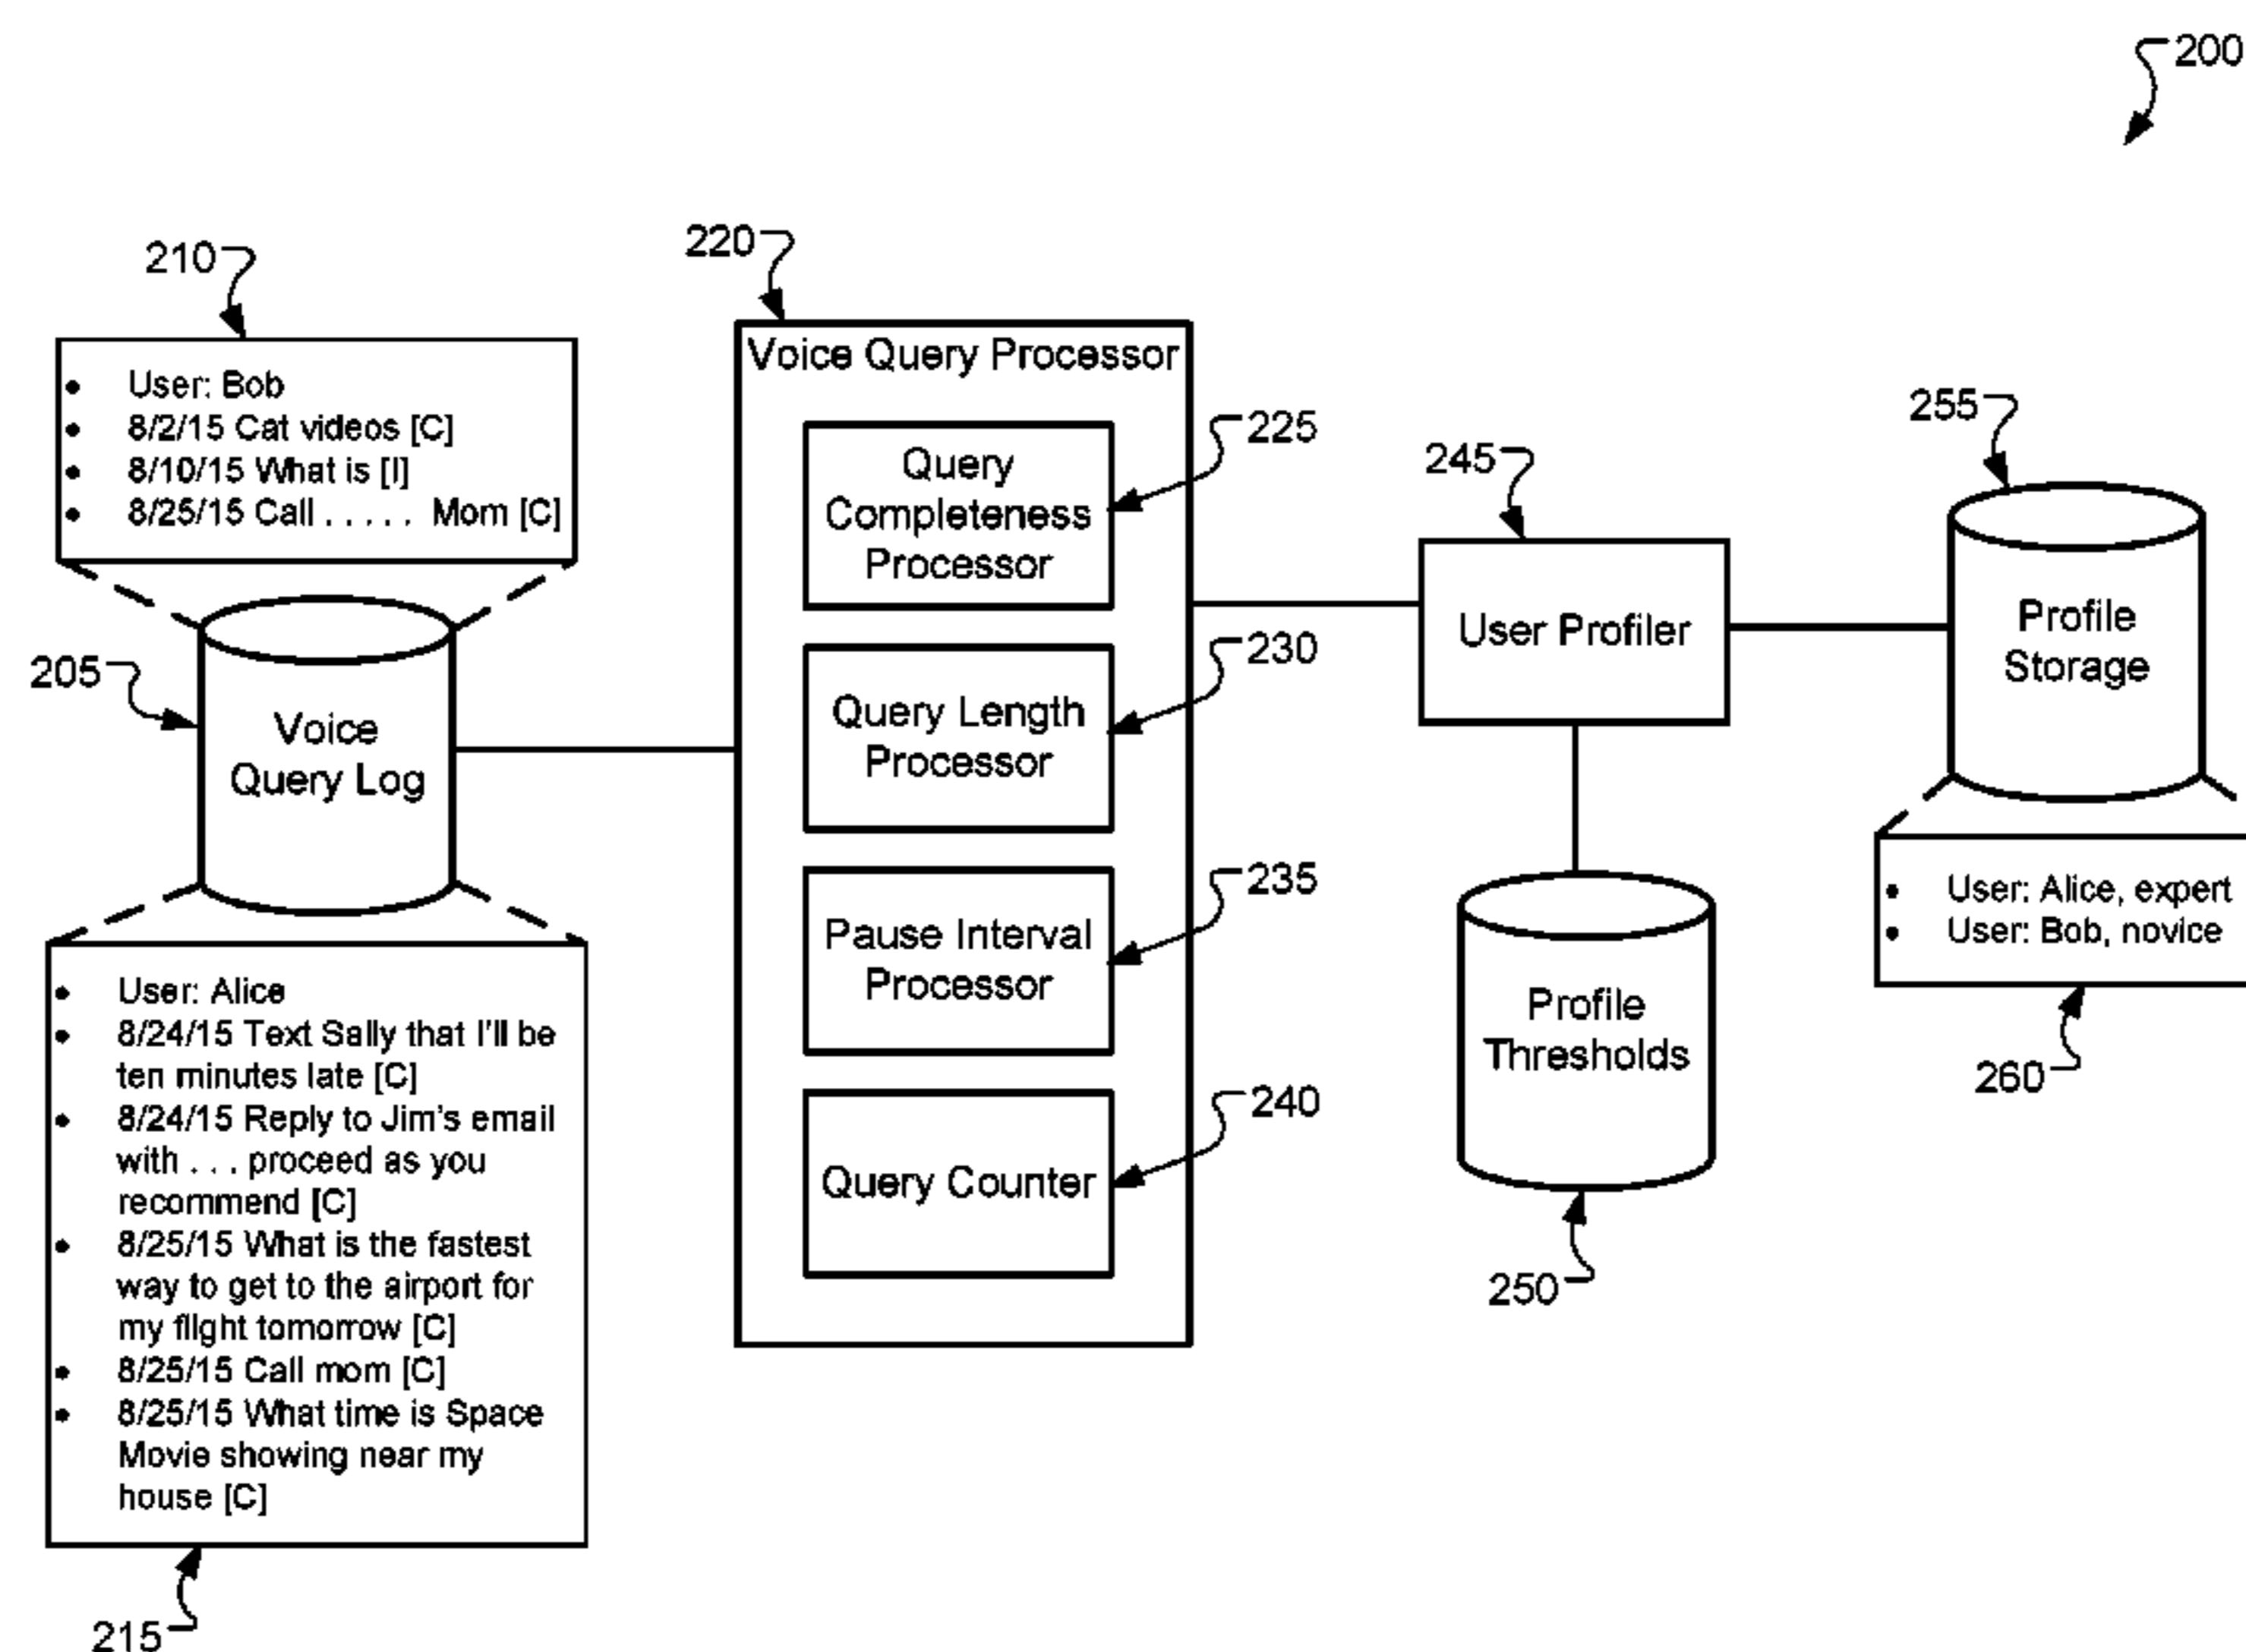 200
210
• User: Bob
• 8/2/15 Cat videos [C]
• 8/10/15 What is [I]
• 8/25/15 Call . . . . . Mom [C]
205
Voice
Query Log
• User: Alice
• 8/24/15 Text Sally that I'll be
ten minutes late [C]
• 8/24/15 Reply to Jim's email
with . . . proceed as you
recommend [C]
• 8/25/15 What is the fastest
way to get to the airport for
my flight tomorrow [C]
• 8/25/15 Call mom [C]
• 8/25/15 What time is Space
Movie showing near my
house [C]
215
220
Voice Query Processor
Query
Completeness
Processor
225
Query Length
Processor
230
Pause Interval
Processor
235
Query Counter
240
245
User Profiler
Profile
Thresholds
250
255
Profile
Storage
• User: Alice, expert
• User: Bob, novice
260